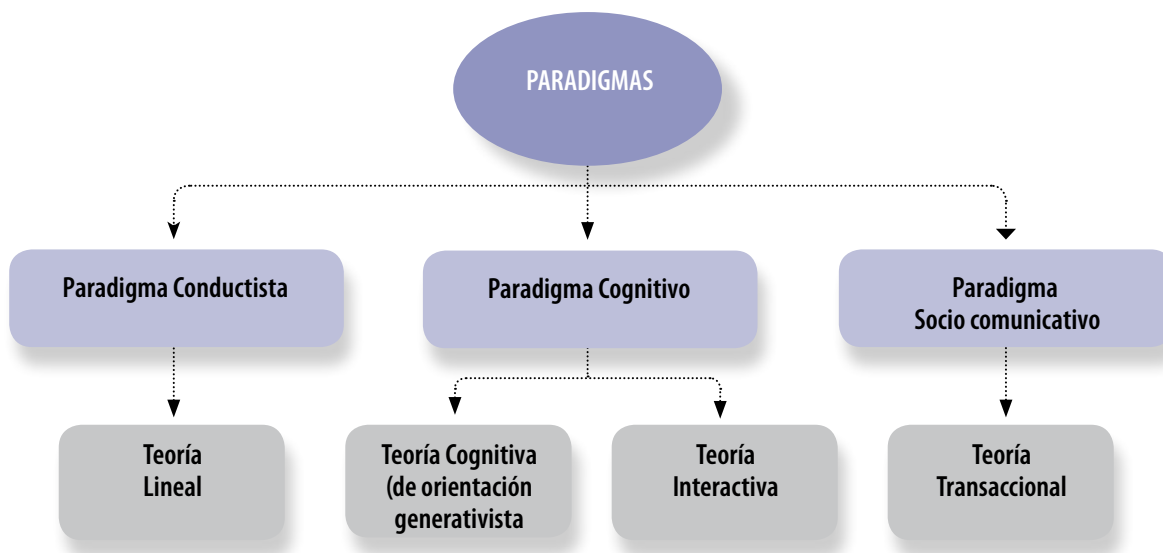 PARADIGMAS
Paradigma Conductista
Paradigma Cognitivo
Paradigma
Socio comunicativo
Teoría
Lineal
Teoría Cognitiva
(de orientación
generativista
Teoría
Interactiva
Teoría
Transaccional